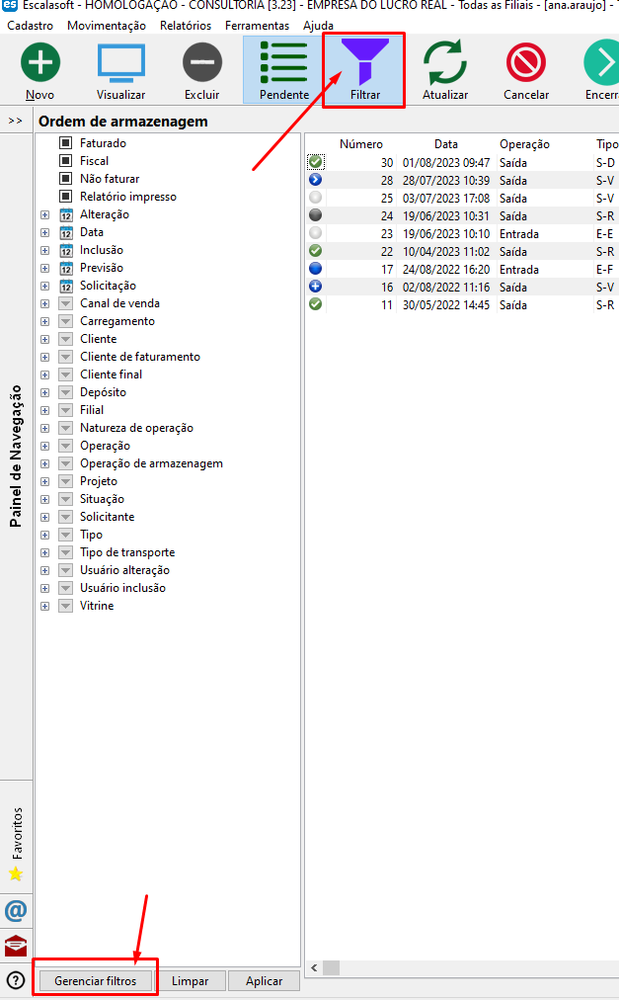 es Escalasoft - HOMOLOGAÇÃO - CONSULTORIA [3.23] - EMPRESA DO LUCRO REAL - Todas as Filiais - [ana.araujo] -
Cadastro Movimentação Relatórios Ferramentas Ajuda
Novo Visualizar Excluir Pendente Filtrar Atualizar Cancelar Encerr
>> Ordem de armazenagem
Número Data Operação Tipo
30 01/08/2023 09:47 Saída S-D
28 28/07/2023 10:39 Saída S-V
25 03/07/2023 17:08 Saída S-V
24 19/06/2023 10:31 Saída S-R
23 19/06/2023 10:10 Entrada E-E
22 10/04/2023 11:02 Saída S-R
17 24/08/2022 16:20 Entrada E-F
16 02/08/2022 11:16 Saída S-V
11 30/05/2022 14:45 Saída S-R
Faturado
Fiscal
Não faturar
Relatório impresso
12 Alteração
12 Data
12 Inclusão
12 Previsão
12 Solicitação
Canal de venda
Carregamento
Cliente
Cliente de faturamento
Cliente final
Depósito
Filial
Natureza de operação
Operação
Operação de armazenagem
Projeto
Situação
Solicitante
Tipo
Tipo de transporte
Usuário alteração
Usuário inclusão
Vitrine
Painel de Navegação
Favoritos
@
?
Gerenciar filtros Limpar Aplicar